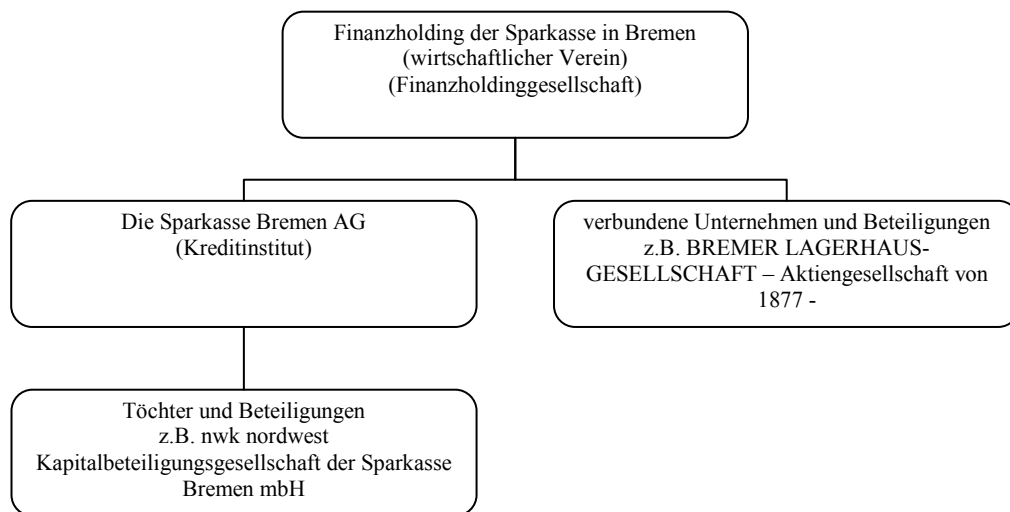 Finanzholding der Sparkasse in Bremen
(wirtschaftlicher Verein)
(Finanzholdinggesellschaft)
Die Sparkasse Bremen AG
(Kreditinstitut)
verbundene Unternehmen und Beteiligungen
z.B. BREMER LAGERHAUS-
GESELLSCHAFT – Aktiengesellschaft von
1877 -
Töchter und Beteiligungen
z.B. nwk nordwest
Kapitalbeteiligungsgesellschaft der Sparkasse
Bremen mbH